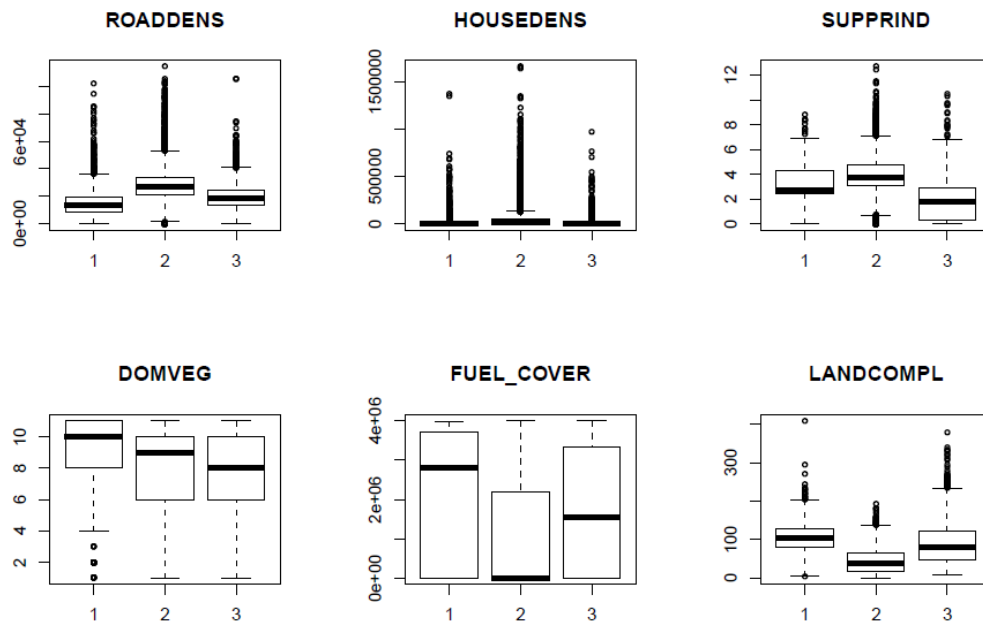 ROADDENS HOUSEDENS SUPPRIND
0e+00 6e+04
1 2 3
0 500000 1500000
1 2 3
0 2 4 6 8 12
1 2 3
DOMVEG FUEL_COVER LANDCOMPL
2 4 6 8 10
1 2 3
0e+00 2e+06 4e+06
1 2 3
0 100 300
1 2 3